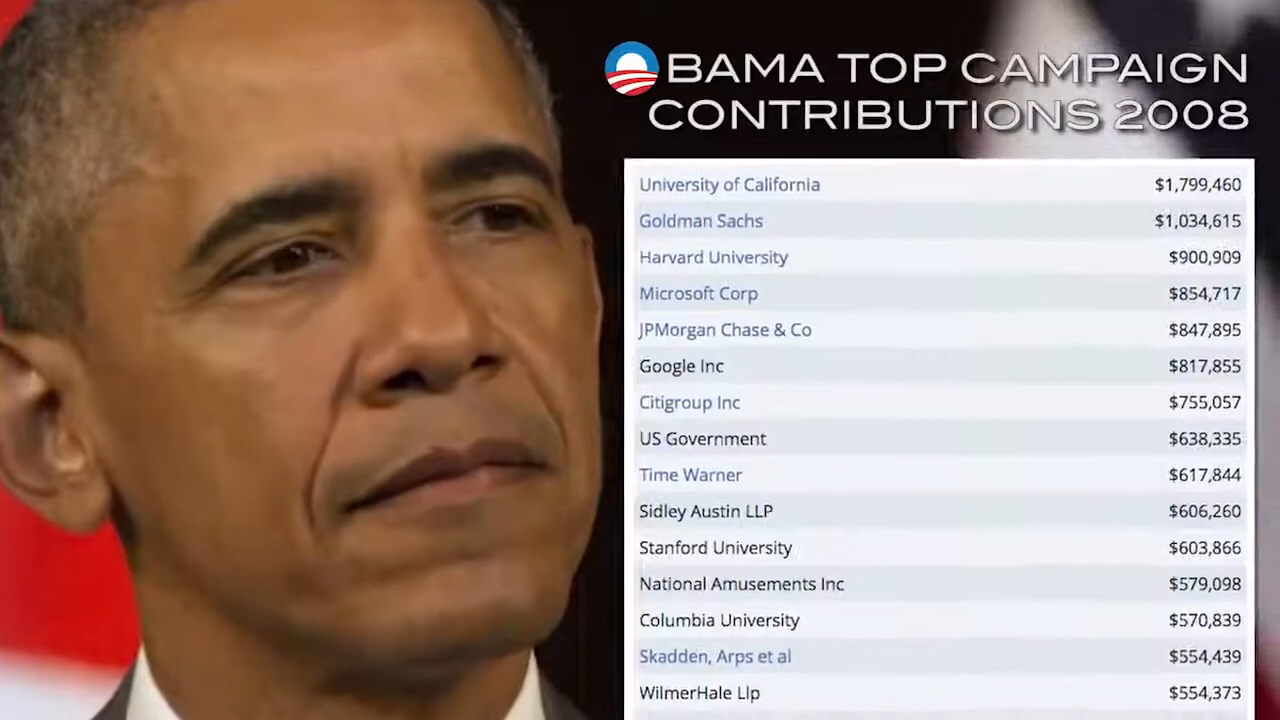 OBAMA TOP CAMPAIGN
CONTRIBUTIONS 2008
University of California $1,799,460
Goldman Sachs $1,034,615
Harvard University $900,909
Microsoft Corp $854,717
JPMorgan Chase & Co $847,895
Google Inc $817,855
Citigroup Inc $755,057
US Government $638,335
Time Warner $617,844
Sidley Austin LLP $606,260
Stanford University $603,866
National Amusements Inc $579,098
Columbia University $570,839
Skadden, Arps et al $554,439
WilmerHale Llp $554,373